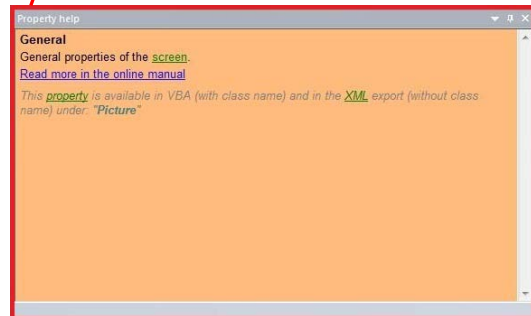 Property help
General
General properties of the screen.
Read more in the online manual
This property is available in VBA (with class name) and in the XML export (without class
name) under: "Picture"